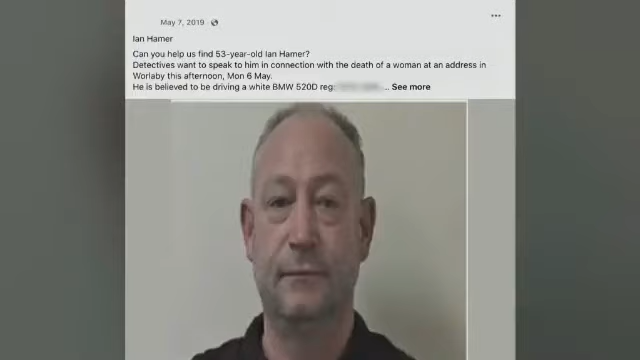 May 7, 2019 ·
Ian Hamer
Can you help us find 53-year-old Ian Hamer?
Detectives want to speak to him in connection with the death of a woman at an address in
Worlaby this afternoon, Mon 6 May.
He is believed to be driving a white BMW 520D reg: ... See more